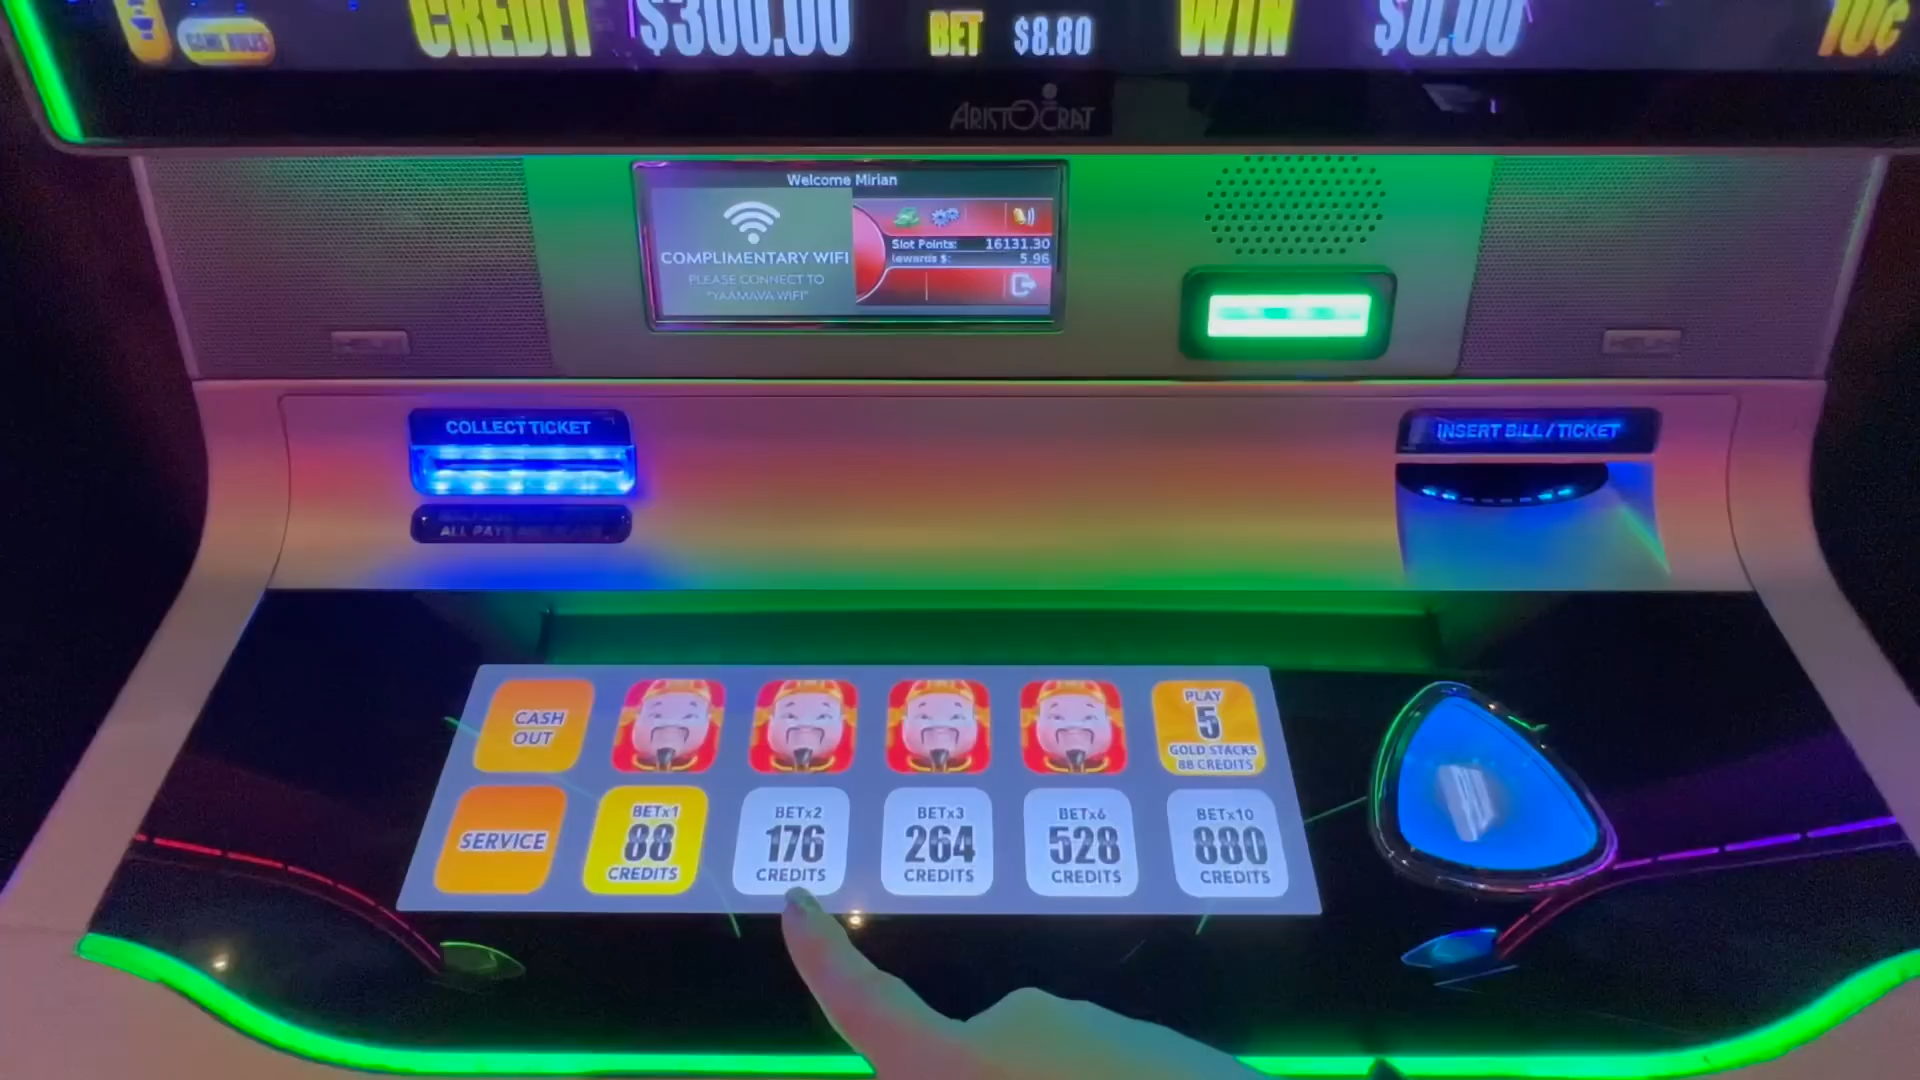 GAME RULES
CREDIT $300.00
BET $8.80
WIN $0.00
10¢
ARISTOCRAT
Welcome Mirian
COMPLIMENTARY WIFI
PLEASE CONNECT TO
"YAAMAVA WIFI"
Slot Points: 16131.30
Rewards $: 5.96
COLLECT TICKET
ALL PAYS
INSERT BILL/TICKET
CASH
OUT
PLAY
5
GOLD STACKS
88 CREDITS
SERVICE
BETx1
88
CREDITS
BETx2
176
CREDITS
BETx3
264
CREDITS
BETx6
528
CREDITS
BETx10
880
CREDITS